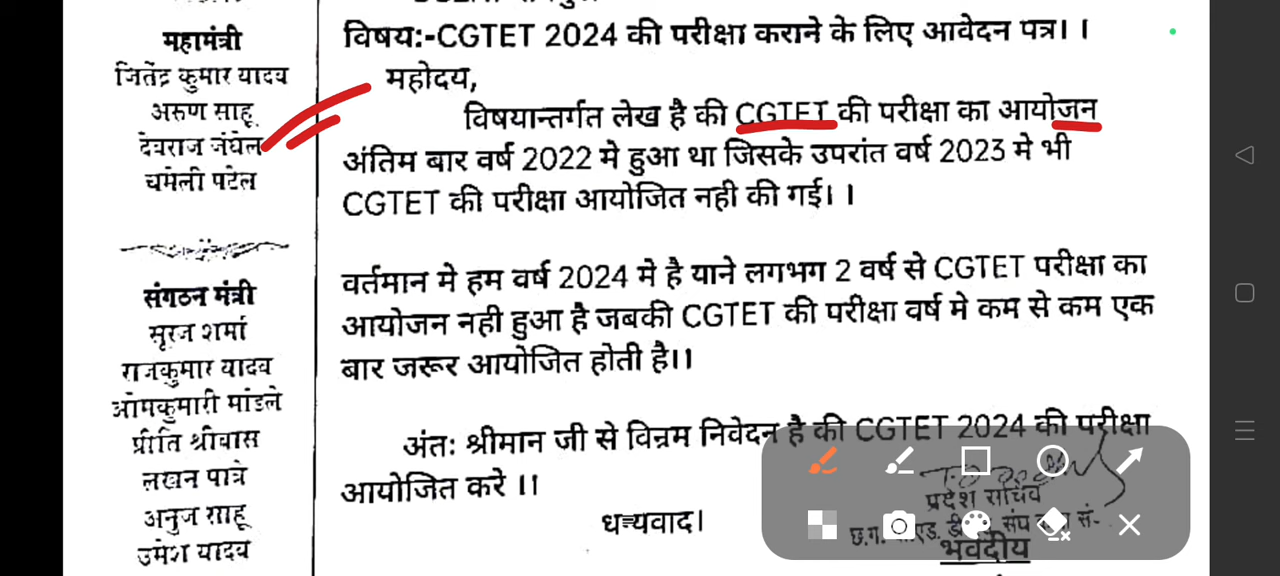 महामंत्री
जितेंद्र कुमार यादव
अरुण साहू
देवराज जंघेल
चमेली पटेल
संगठन मंत्री
सूरज शर्मा
राजकुमार यादव
ओमकुमारी मांडले
प्रीति श्रीवास
लखन पात्रे
अनुज साहू
उमेश यादव
विषय:-CGTET 2024 की परीक्षा कराने के लिए आवेदन पत्र। ।
महोदय,
विषयान्तर्गत लेख है की CGTET की परीक्षा का आयोजन
अंतिम बार वर्ष 2022 मे हुआ था जिसके उपरांत वर्ष 2023 मे भी
CGTET की परीक्षा आयोजित नही की गई। ।
वर्तमान मे हम वर्ष 2024 मे है याने लगभग 2 वर्ष से CGTET परीक्षा का
आयोजन नही हुआ है जबकी CGTET की परीक्षा वर्ष मे कम से कम एक
बार जरूर आयोजित होती है।।
अंत: श्रीमान जी से विन्रम निवेदन है की CGTET 2024 की परीक्षा
आयोजित करे ।।
धन्यवाद।
प्रदेश सचिव
छ.ग. संघ सं-
भवदीय